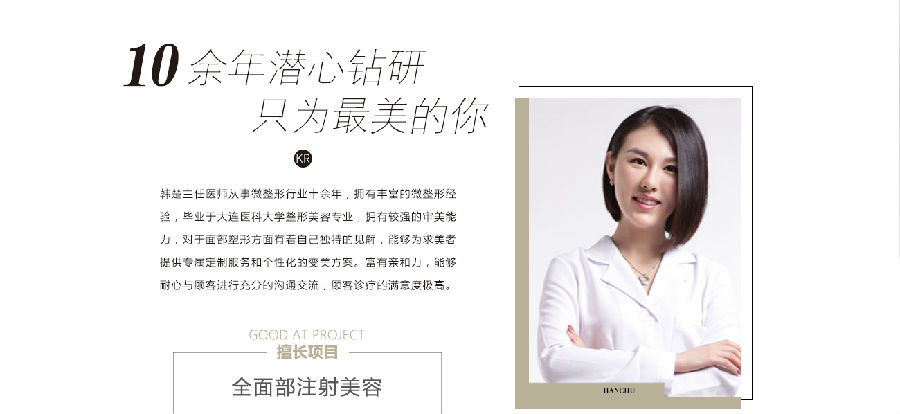 10余年潜心钻研
只为最美的你
KR
韩楚主任医师从事微整形行业十余年，拥有丰富的微整形经
验，毕业于大连医科大学整形美容专业，拥有较强的审美能
力，对于面部塑形方面有着自己独特的见解，能够为求美者
提供专属定制服务和个性化的变美方案。富有亲和力，能够
耐心与顾客进行充分的沟通交流，顾客诊疗的满意度极高。
GOOD AT PROJECT
擅长项目
全面部注射美容
HANCHU